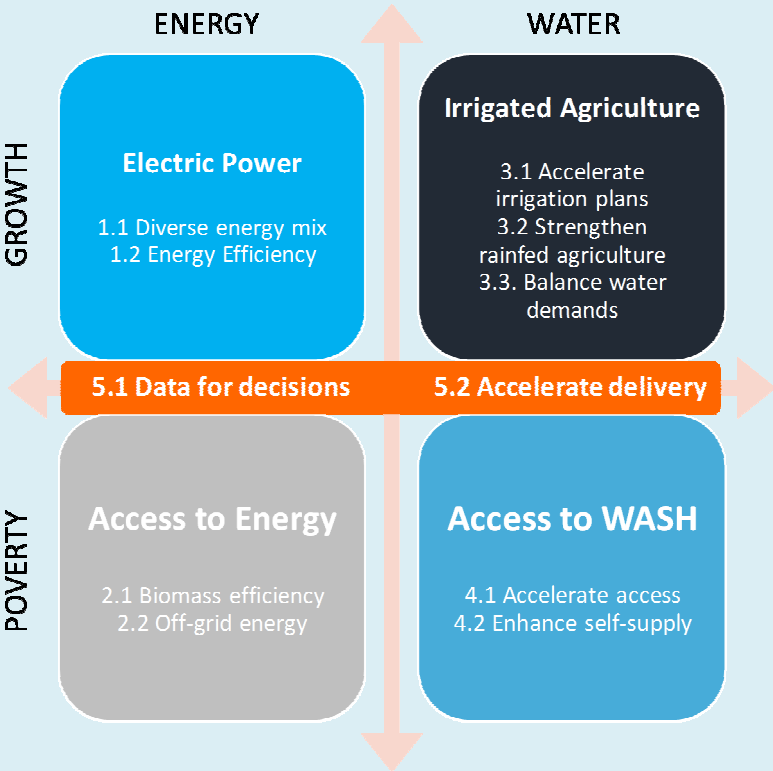 ENERGY
WATER
GROWTH
Electric Power
1.1 Diverse energy mix
1.2 Energy Efficiency
Irrigated Agriculture
3.1 Accelerate
irrigation plans
3.2 Strengthen
rainfed agriculture
3.3. Balance water
demands
5.1 Data for decisions
5.2 Accelerate delivery
POVERTY
Access to Energy
2.1 Biomass efficiency
2.2 Off-grid energy
Access to WASH
4.1 Accelerate access
4.2 Enhance self-supply